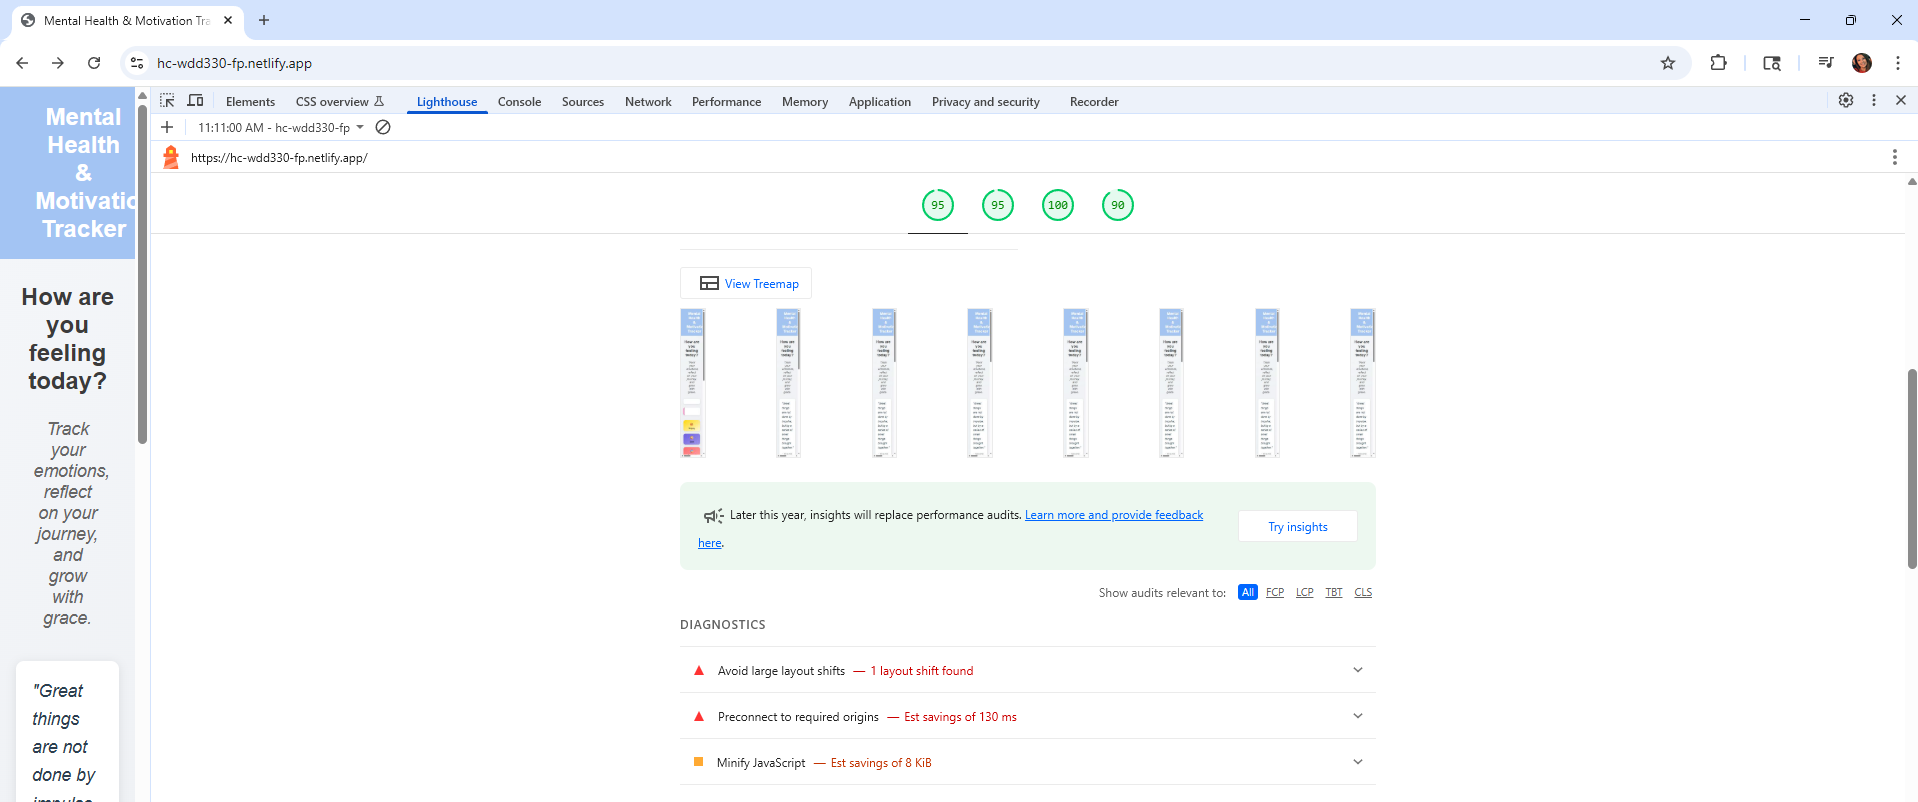 Mental Health & Motivation Tra
hc-wdd330-fp.netlify.app
Elements CSS overview Lighthouse Console Sources Network Performance Memory Application Privacy and security Recorder
11:11:00 AM - hc-wdd330-fp
https://hc-wdd330-fp.netlify.app/
Mental
Health
&
Motivatio
Tracker
How are
you
feeling
today?
Track
your
emotions,
reflect
on your
journey,
and
grow
with
grace.
"Great
things
are not
done by
impulse
95 95 100 90
View Treemap
Later this year, insights will replace performance audits. Learn more and provide feedback
here.
Try insights
Show audits relevant to: All FCP LCP TBT CLS
DIAGNOSTICS
Avoid large layout shifts — 1 layout shift found
Preconnect to required origins — Est savings of 130 ms
Minify JavaScript — Est savings of 8 KiB